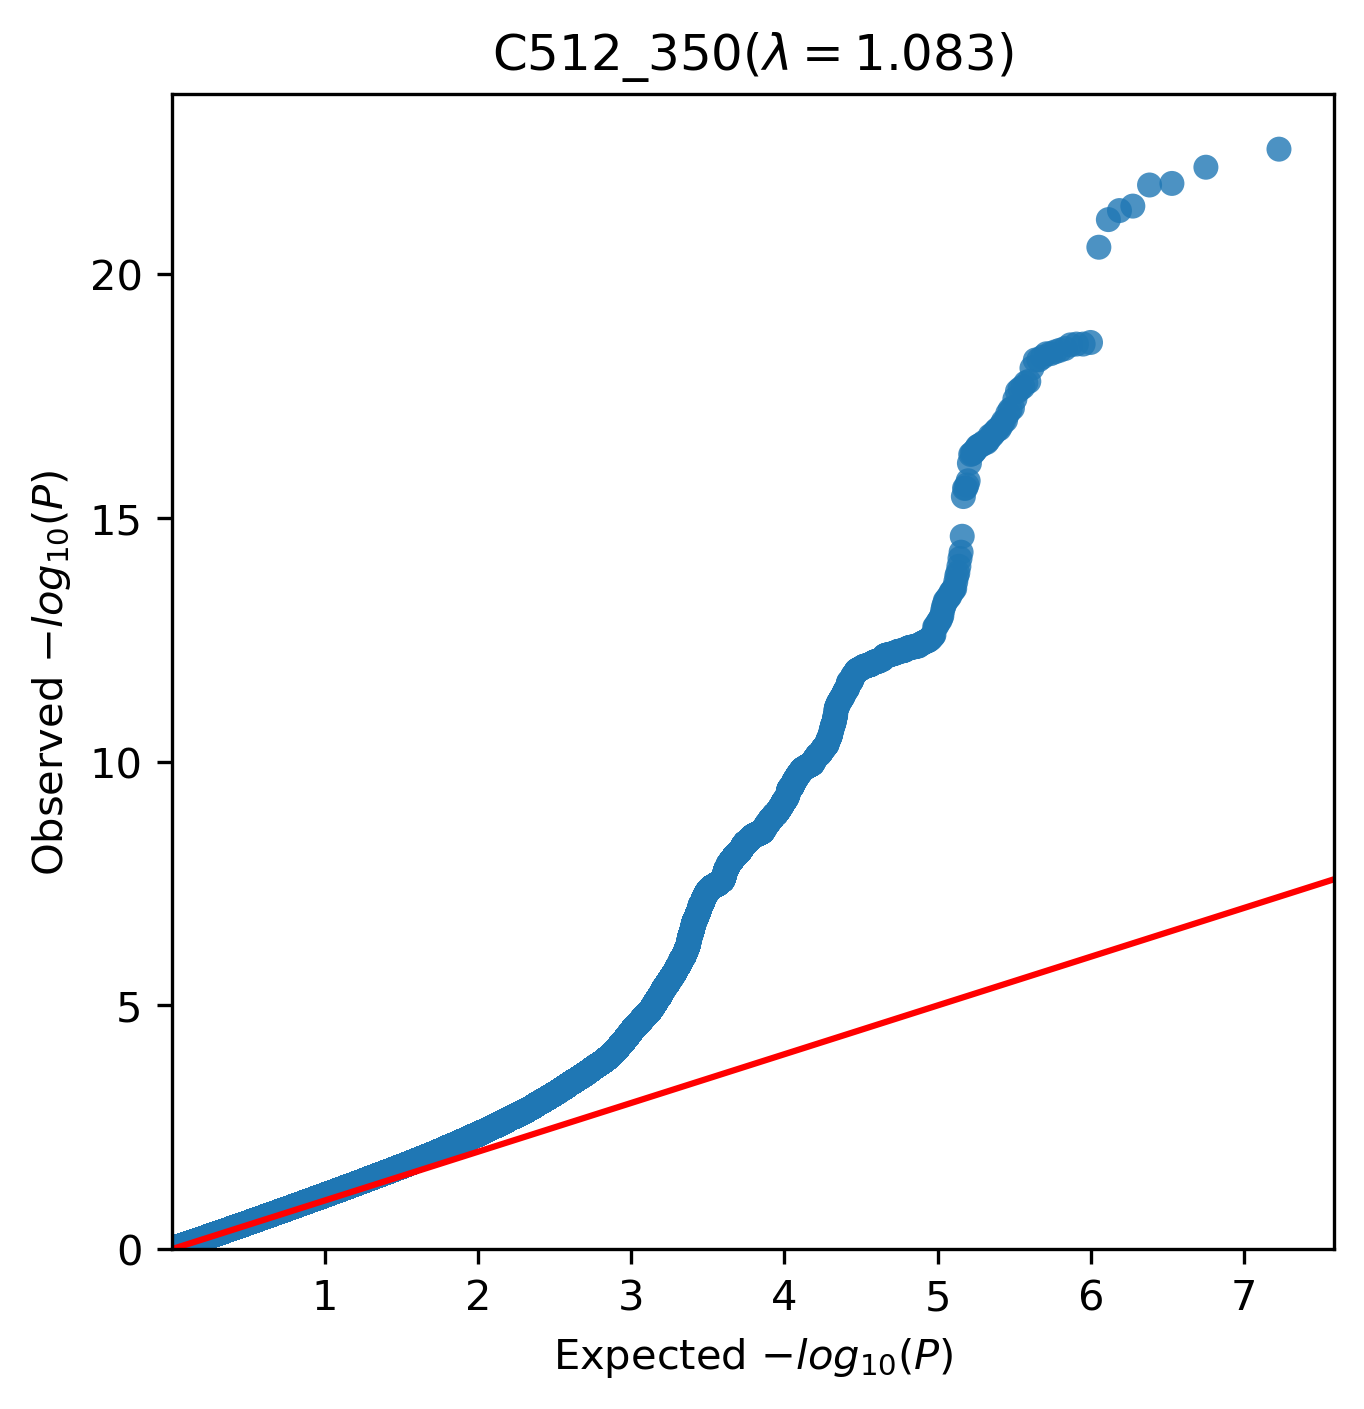 C512_350(λ = 1.083)
Observed −log₁₀(P)
20
15
10
5
0
1 2 3 4 5 6 7
Expected −log₁₀(P)